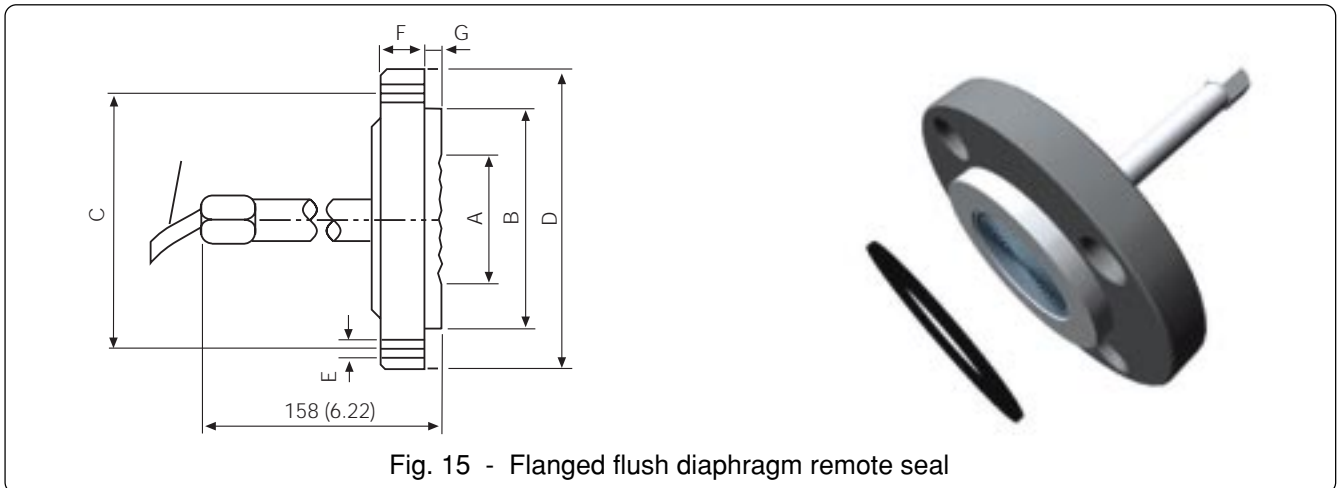 F G
C
A
B
D
E
158 (6.22)
Fig. 15 - Flanged flush diaphragm remote seal